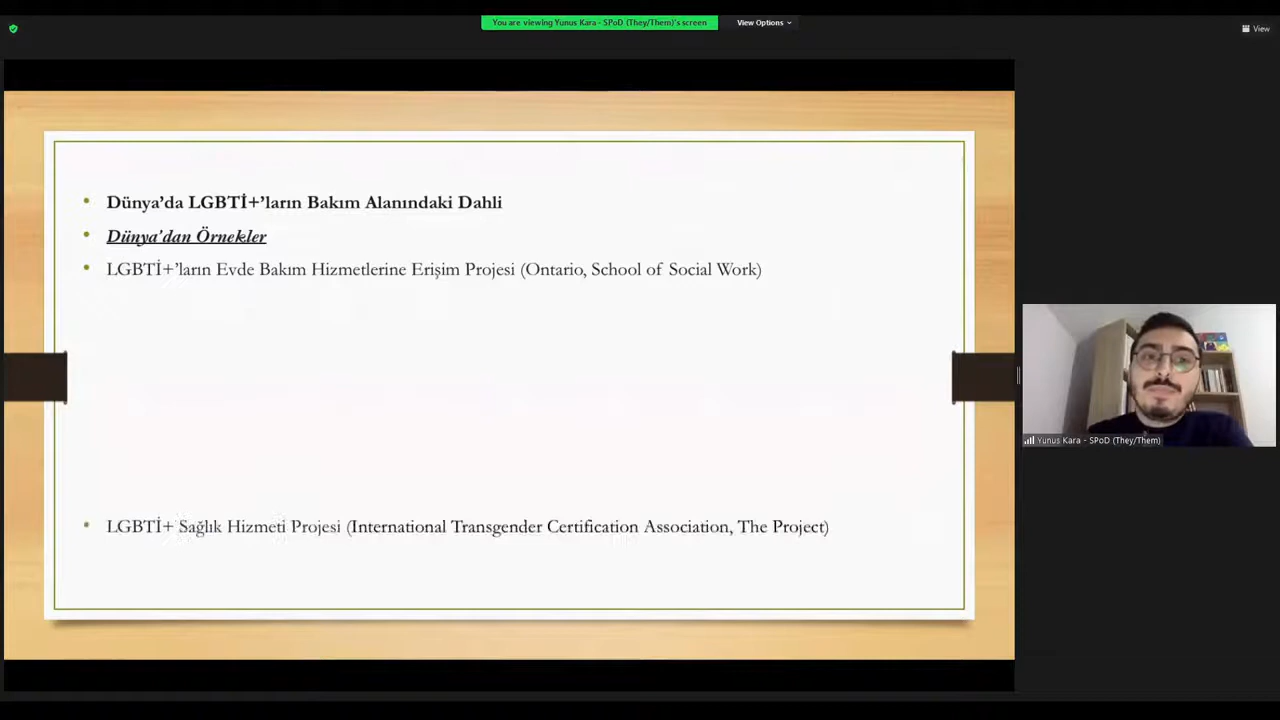 You are viewing Yunus Kara - SPoD (They/Them)'s screen
View Options
View
Dünya’da LGBTİ+’ların Bakım Alanındaki Dahli
Dünya’dan Örnekler
LGBTİ+’ların Evde Bakım Hizmetlerine Erişim Projesi (Ontario, School of Social Work)
LGBTİ+ Sağlık Hizmeti Projesi (International Transgender Certification Association, The Project)
Yunus Kara - SPoD (They/Them)